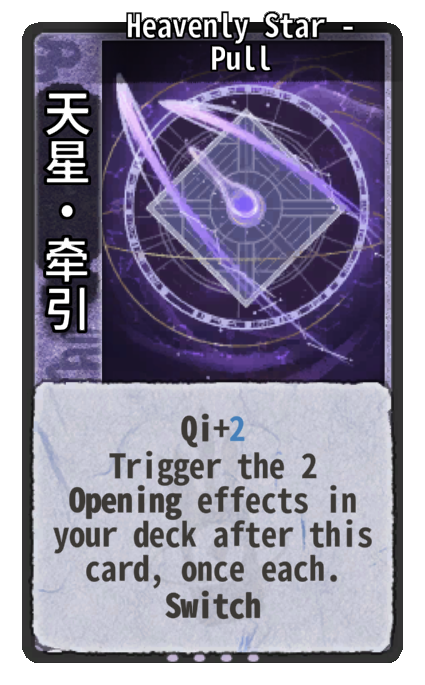 Heavenly Star -
Pull
天星・牵引
Qi+2
Trigger the 2
Opening effects in
your deck after this
card, once each.
Switch